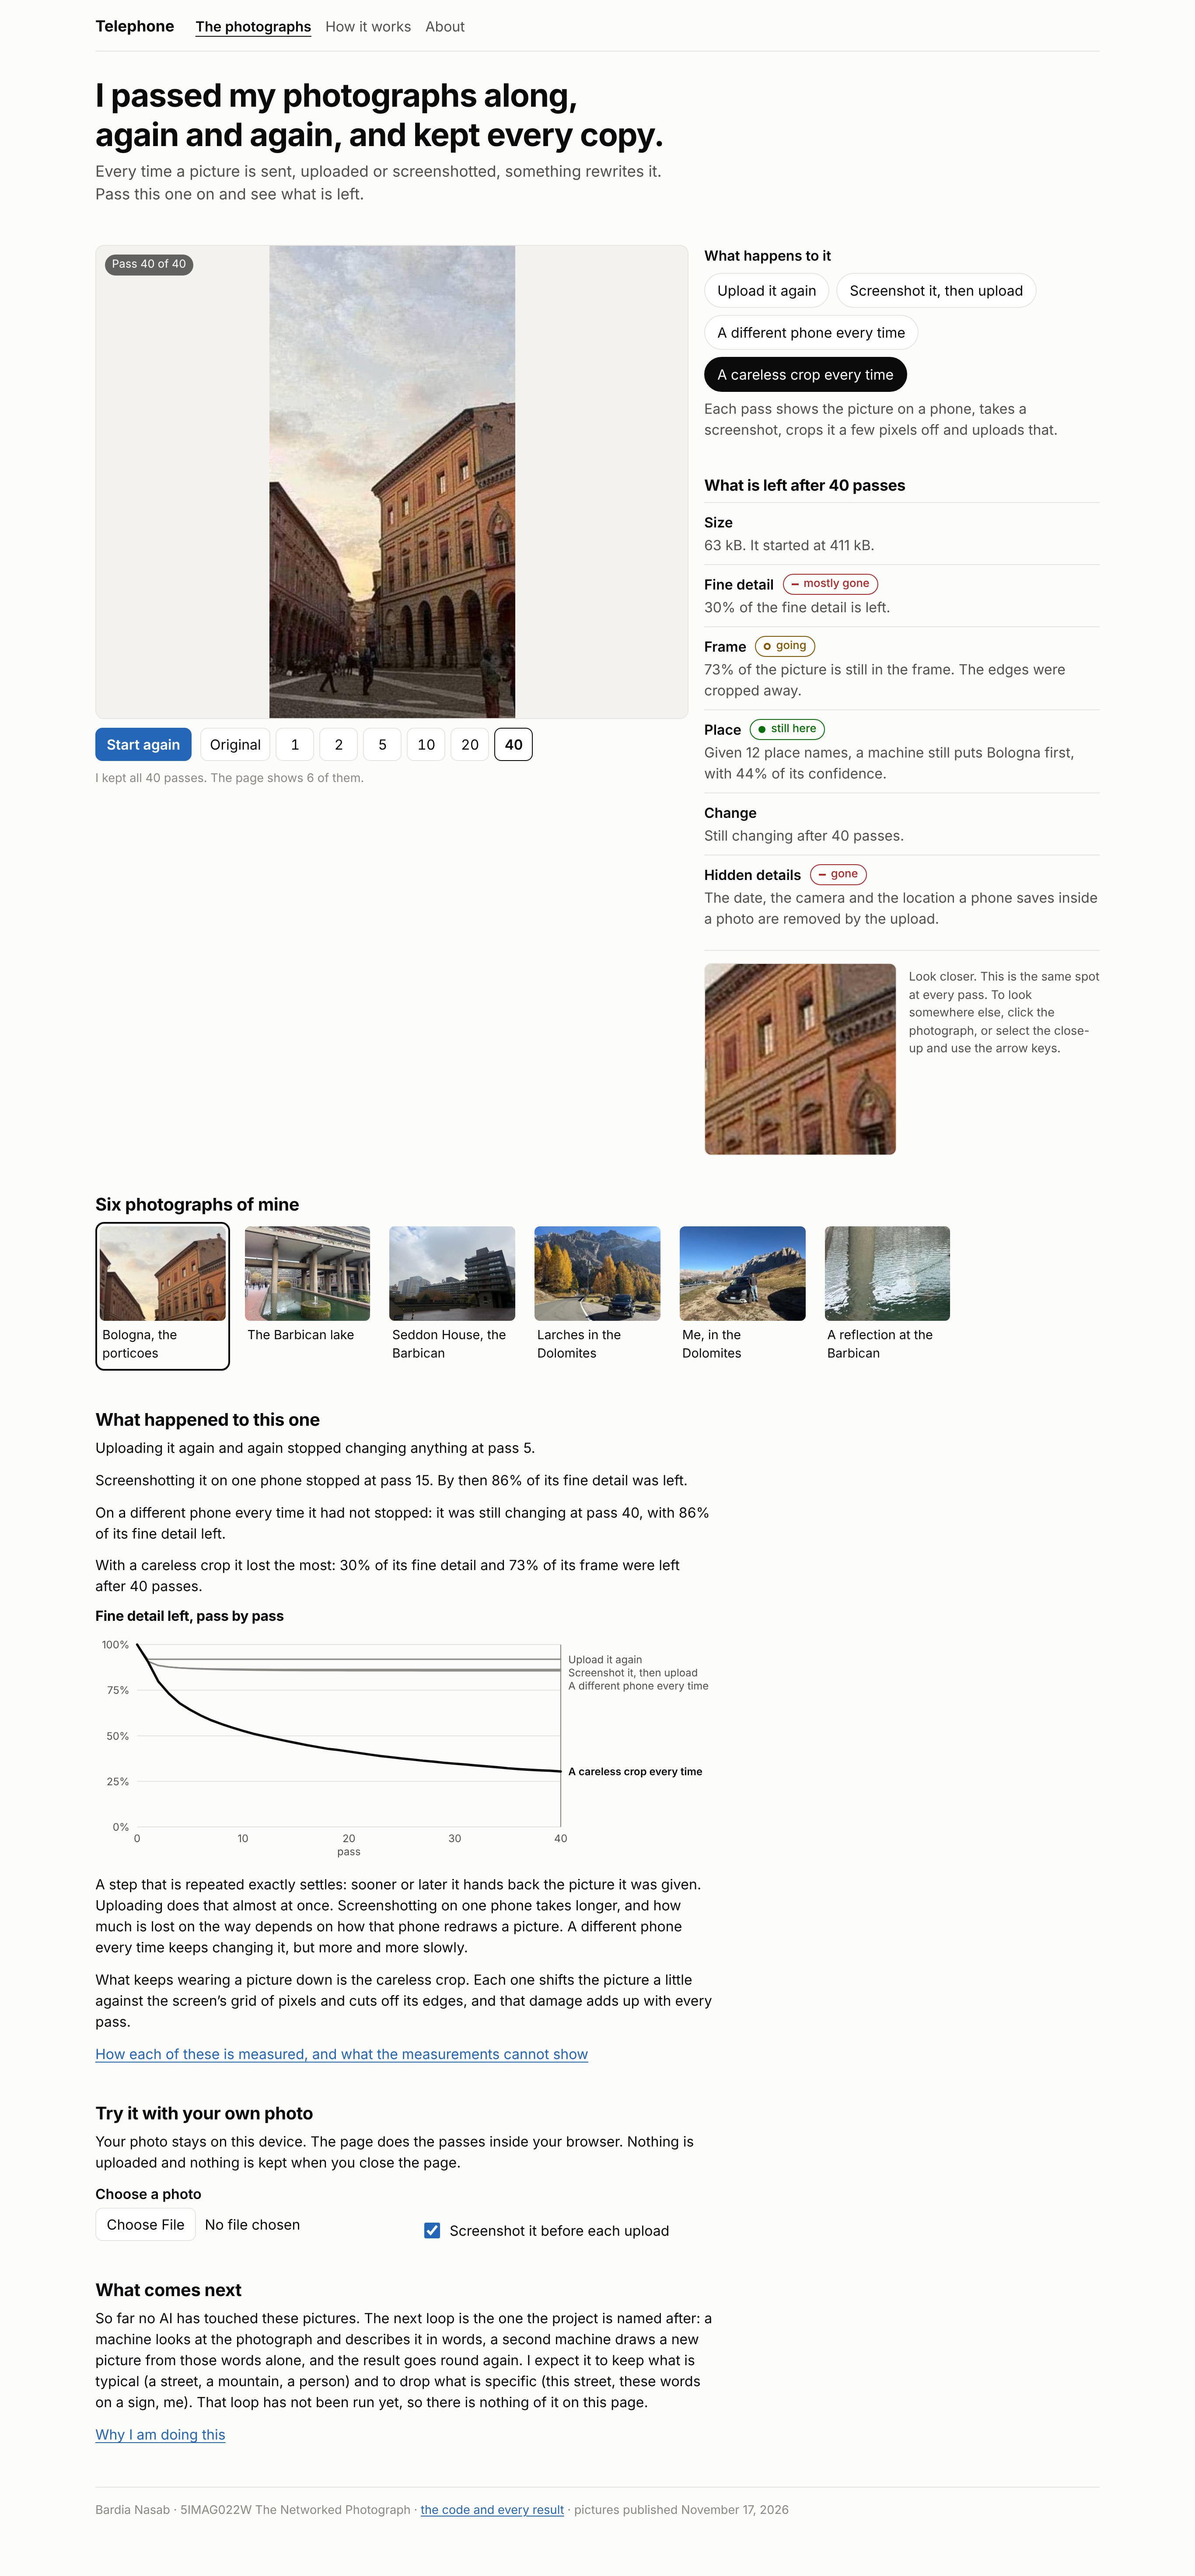 Telephone The photographs How it works About
I passed my photographs along,
again and again, and kept every copy.
Every time a picture is sent, uploaded or screenshotted, something rewrites it.
Pass this one on and see what is left.
Pass 40 of 40
Start again Original 1 2 5 10 20 40
I kept all 40 passes. The page shows 6 of them.
What happens to it
Upload it again Screenshot it, then upload
A different phone every time
A careless crop every time
Each pass shows the picture on a phone, takes a
screenshot, crops it a few pixels off and uploads that.
What is left after 40 passes
Size
63 kB. It started at 411 kB.
Fine detail mostly gone
30% of the fine detail is left.
Frame going
73% of the picture is still in the frame. The edges were
cropped away.
Place still here
Given 12 place names, a machine still puts Bologna first,
with 44% of its confidence.
Change
Still changing after 40 passes.
Hidden details gone
The date, the camera and the location a phone saves inside
a photo are removed by the upload.
Look closer. This is the same spot
at every pass. To look
somewhere else, click the
photograph, or select the close-
up and use the arrow keys.
Six photographs of mine
Bologna, the
porticoes
The Barbican lake
Seddon House, the
Barbican
Larches in the
Dolomites
Me, in the
Dolomites
A reflection at the
Barbican
What happened to this one
Uploading it again and again stopped changing anything at pass 5.
Screenshotting it on one phone stopped at pass 15. By then 86% of its fine detail was left.
On a different phone every time it had not stopped: it was still changing at pass 40, with 86%
of its fine detail left.
With a careless crop it lost the most: 30% of its fine detail and 73% of its frame were left
after 40 passes.
Fine detail left, pass by pass
100%
75%
50%
25%
0%
0 10 20 30 40
pass
Upload it again
Screenshot it, then upload
A different phone every time
A careless crop every time
A step that is repeated exactly settles: sooner or later it hands back the picture it was given.
Uploading does that almost at once. Screenshotting on one phone takes longer, and how
much is lost on the way depends on how that phone redraws a picture. A different phone
every time keeps changing it, but more and more slowly.
What keeps wearing a picture down is the careless crop. Each one shifts the picture a little
against the screen’s grid of pixels and cuts off its edges, and that damage adds up with every
pass.
How each of these is measured, and what the measurements cannot show
Try it with your own photo
Your photo stays on this device. The page does the passes inside your browser. Nothing is
uploaded and nothing is kept when you close the page.
Choose a photo
Choose File No file chosen
Screenshot it before each upload
What comes next
So far no AI has touched these pictures. The next loop is the one the project is named after: a
machine looks at the photograph and describes it in words, a second machine draws a new
picture from those words alone, and the result goes round again. I expect it to keep what is
typical (a street, a mountain, a person) and to drop what is specific (this street, these words
on a sign, me). That loop has not been run yet, so there is nothing of it on this page.
Why I am doing this
Bardia Nasab · 5IMAG022W The Networked Photograph · the code and every result · pictures published November 17, 2026